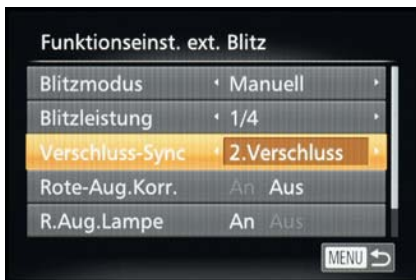 Funktionseinst. ext. Blitz
Blitzmodus Manuell
Blitzleistung 1/4
Verschluss-Sync 2.Verschluss
Rote-Aug.Korr. An Aus
R.Aug.Lampe An Aus
MENU